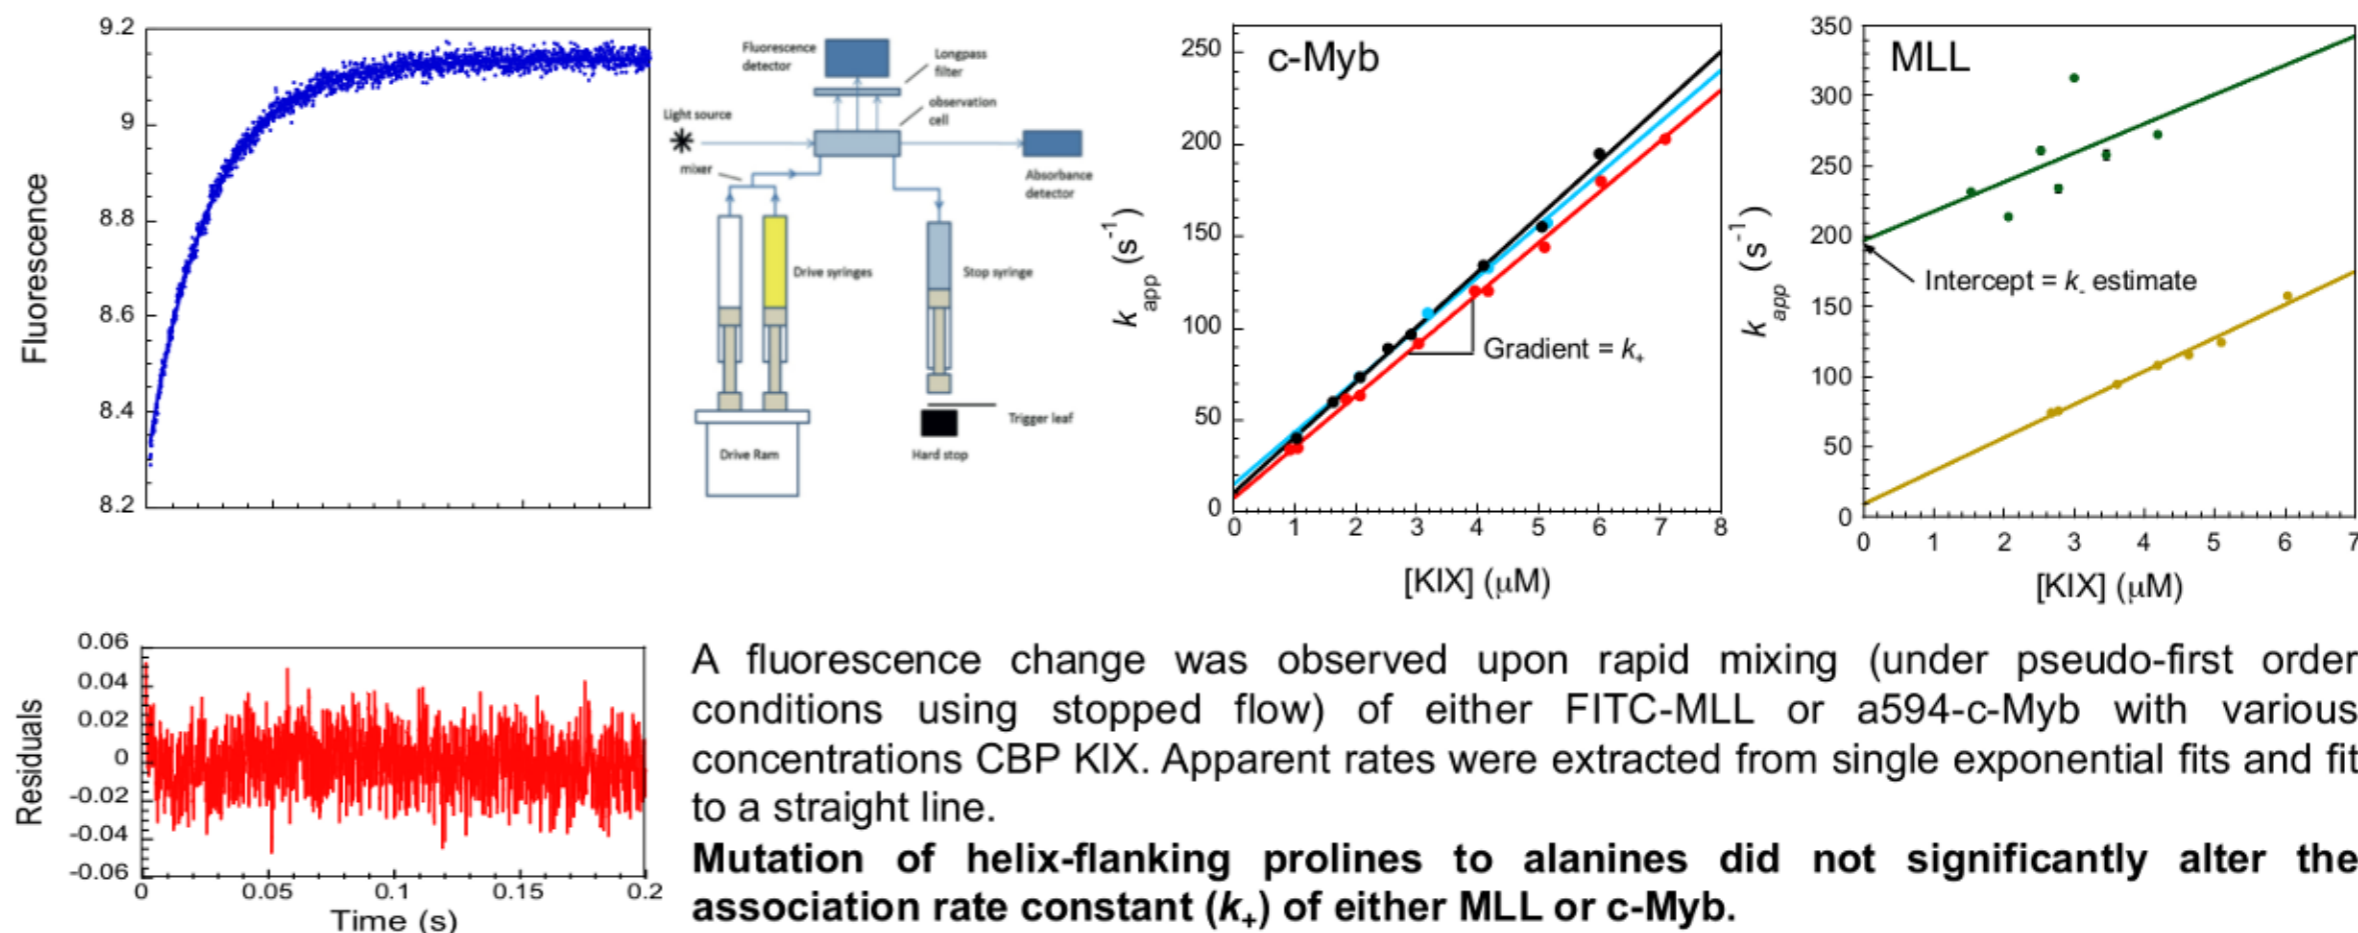 9.2
9
8.8
8.6
8.4
8.2
Fluorescence
0.06
0.04
0.02
0
-0.02
-0.04
-0.06
Residuals
0
0.05
0.1
0.15
0.2
Time (s)
Fluorescence
detector
Longpass
filter
observation
cell
Light source
mixer
Absorbance
detector
Drive syringes
Stop syringe
Trigger leaf
Drive Ram
Hard stop
c-Myb
250
200
150
100
50
0
k app (s-1)
Gradient = k+
0 1 2 3 4 5 6 7 8
[KIX] (μM)
MLL
350
300
250
200
150
100
50
0
k app (s-1)
Intercept = k- estimate
0 1 2 3 4 5 6 7
[KIX] (μM)
A fluorescence change was observed upon rapid mixing (under pseudo-first order
conditions using stopped flow) of either FITC-MLL or a594-c-Myb with various
concentrations CBP KIX. Apparent rates were extracted from single exponential fits and fit
to a straight line.
Mutation of helix-flanking prolines to alanines did not significantly alter the
association rate constant (k+) of either MLL or c-Myb.